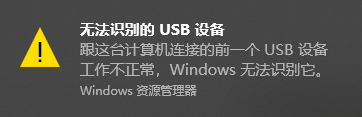 无法识别的 USB 设备
跟这台计算机连接的前一个 USB 设备
工作不正常，Windows 无法识别它。
Windows 资源管理器